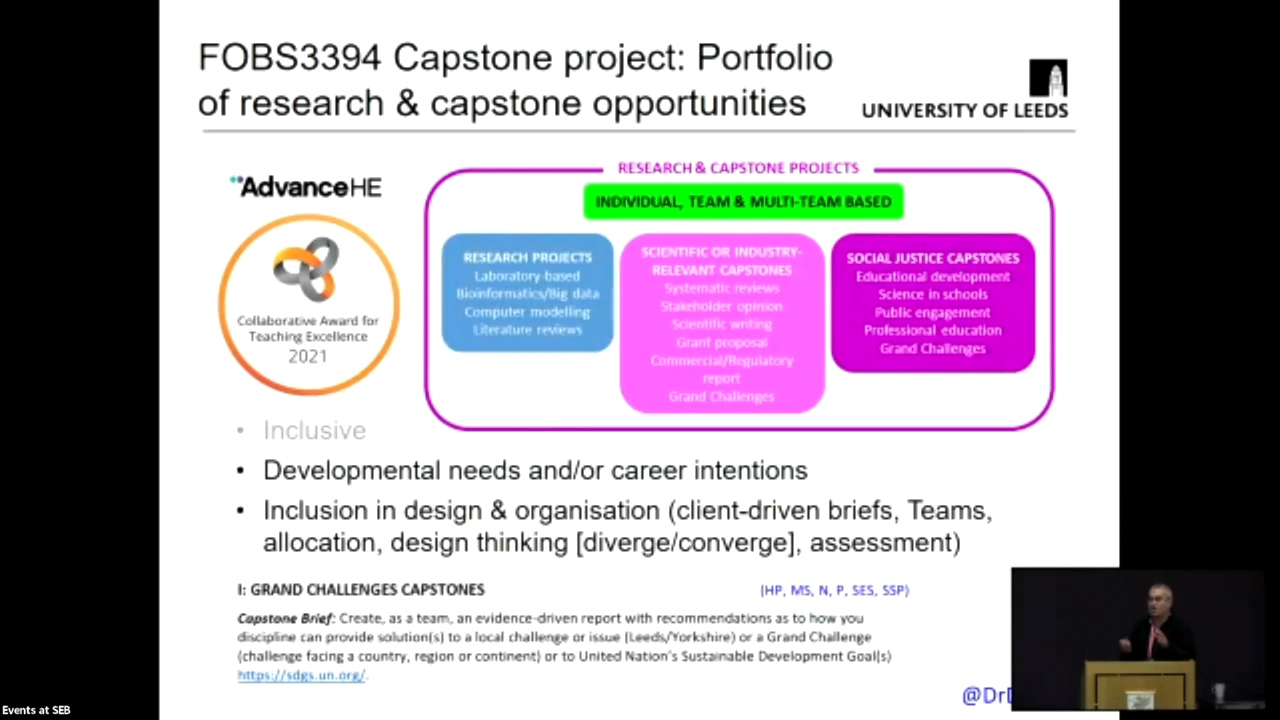 FOBS3394 Capstone project: Portfolio
of research & capstone opportunities
UNIVERSITY OF LEEDS
AdvanceHE
Collaborative Award for
Teaching Excellence
2021
RESEARCH & CAPSTONE PROJECTS
INDIVIDUAL, TEAM & MULTI-TEAM BASED
RESEARCH PROJECTS
Laboratory-based
Bioinformatics/Big data
Computer modelling
Literature reviews
SCIENTIFIC OR INDUSTRY-
RELEVANT CAPSTONES
Systematic reviews
Stakeholder opinion
Scientific writing
Grant proposal
Commercial/Regulatory
report
Grand Challenges
SOCIAL JUSTICE CAPSTONES
Educational development
Science in schools
Public engagement
Professional education
Grand Challenges
• Inclusive
• Developmental needs and/or career intentions
• Inclusion in design & organisation (client-driven briefs, Teams,
allocation, design thinking [diverge/converge], assessment)
I: GRAND CHALLENGES CAPSTONES (HP, MS, N, P, SES, SSP)
Capstone Brief: Create, as a team, an evidence-driven report with recommendations as to how you
discipline can provide solution(s) to a local challenge or issue (Leeds/Yorkshire) or a Grand Challenge
(challenge facing a country, region or continent) or to United Nation's Sustainable Development Goal(s)
https://sdgs.un.org/.
Events at SEB